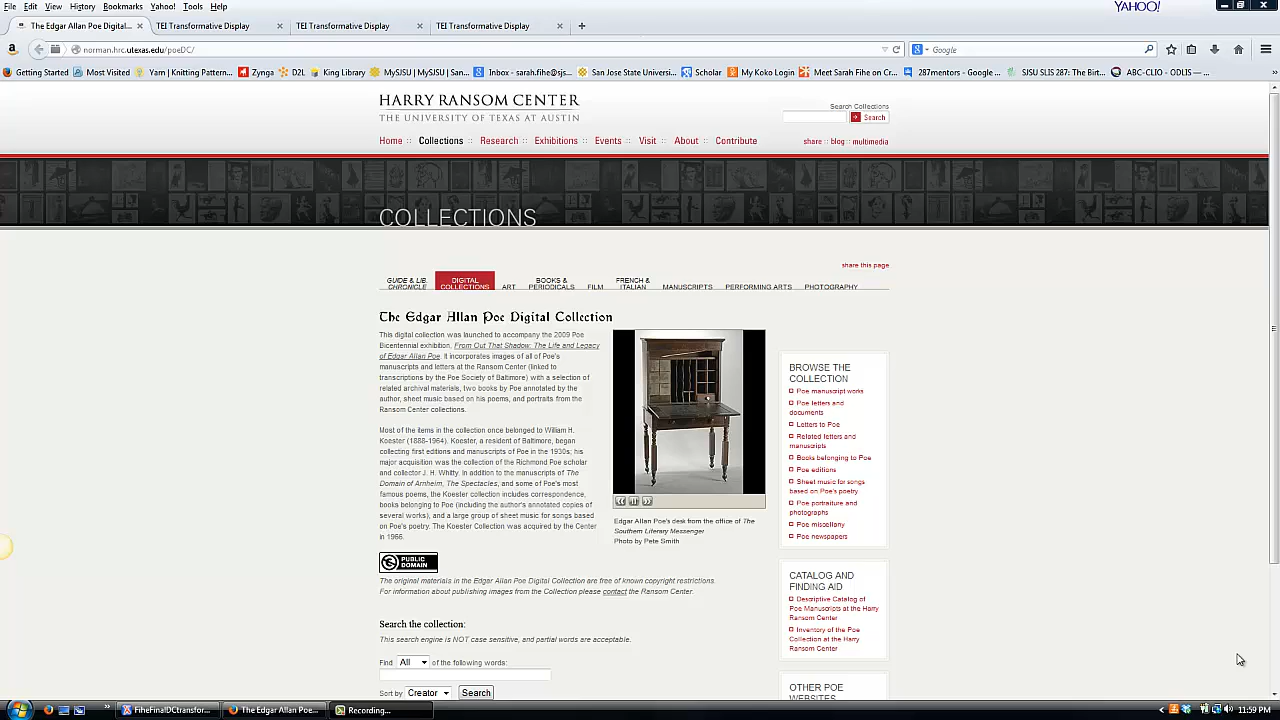 File Edit View History Bookmarks Yahoo! Tools Help
YAHOO!
The Edgar Allan Poe Digital... × TEI Transformative Display × TEI Transformative Display × TEI Transformative Display × +
norman.hrc.utexas.edu/poeDC/
Google
Getting Started Most Visited Yarn | Knitting Pattern... Zynga D2L King Library MySJSU | MySJSU | San... Inbox - sarah.fihe@sjs... San Jose State Universi... Scholar My Koko Login Meet Sarah Fihe on Cr... 287mentors - Google ... SJSU SLIS 287: The Birt... ABC-CLIO - ODLIS —... »
HARRY RANSOM CENTER
THE UNIVERSITY OF TEXAS AT AUSTIN
Search Collections
Search
Home :: Collections :: Research :: Exhibitions :: Events :: Visit :: About :: Contribute
share :: blog :: multimedia
COLLECTIONS
share this page
GUIDE & LIB. CHRONICLE
DIGITAL COLLECTIONS
ART
BOOKS & PERIODICALS
FILM
FRENCH & ITALIAN
MANUSCRIPTS
PERFORMING ARTS
PHOTOGRAPHY
The Edgar Allan Poe Digital Collection
This digital collection was launched to accompany the 2009 Poe
Bicentennial exhibition, From Out That Shadow: The Life and Legacy
of Edgar Allan Poe. It incorporates images of all of Poe's
manuscripts and letters at the Ransom Center (linked to
transcriptions by the Poe Society of Baltimore) with a selection of
related archival materials, two books by Poe annotated by the
author, sheet music based on his poems, and portraits from the
Ransom Center collections.
Most of the items in the collection once belonged to William H.
Koester (1888-1964). Koester, a resident of Baltimore, began
collecting first editions and manuscripts of Poe in the 1930s; his
major acquisition was the collection of the Richmond Poe scholar
and collector J. H. Whitty. In addition to the manuscripts of The
Domain of Arnheim, The Spectacles, and some of Poe's most
famous poems, the Koester collection includes correspondence,
books belonging to Poe (including the author's annotated copies of
several works), and a large group of sheet music for songs based
on Poe's poetry. The Koester Collection was acquired by the Center
in 1966.
Edgar Allan Poe's desk from the office of The
Southern Literary Messenger
Photo by Pete Smith
PUBLIC
DOMAIN
The original materials in the Edgar Allan Poe Digital Collection are free of known copyright restrictions.
For information about publishing images from the Collection please contact the Ransom Center.
Search the collection:
This search engine is NOT case sensitive, and partial words are acceptable.
Find All of the following words:
Sort by Creator Search
BROWSE THE
COLLECTION
Poe manuscript works
Poe letters and
documents
Letters to Poe
Related letters and
manuscripts
Books belonging to Poe
Poe editions
Sheet music for songs
based on Poe's poetry
Poe portraiture and
photographs
Poe miscellany
Poe newspapers
CATALOG AND
FINDING AID
Descriptive Catalog of
Poe Manuscripts at the Harry
Ransom Center
Inventory of the Poe
Collection at the Harry
Ransom Center
OTHER POE
WEBSITES
» FiheFinalDCtransfor... The Edgar Allan Poe... Recording... 11:59 PM